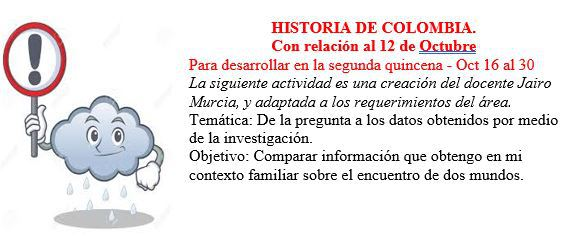 HISTORIA DE COLOMBIA.
Con relación al 12 de Octubre
Para desarrollar en la segunda quincena - Oct 16 al 30
La siguiente actividad es una creación del docente Jairo
Murcia, y adaptada a los requerimientos del área.
Temática: De la pregunta a los datos obtenidos por medio
de la investigación.
Objetivo: Comparar información que obtengo en mi
contexto familiar sobre el encuentro de dos mundos.